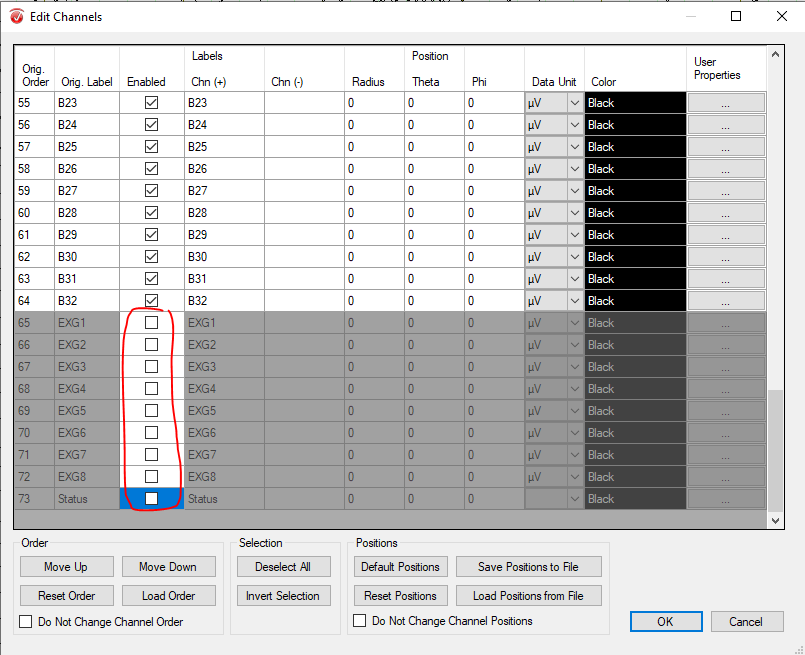 Edit Channels
Labels Position
Orig. Order Orig. Label Enabled Chn (+) Chn (-) Radius Theta Phi Data Unit Color User Properties
55 B23 B23 0 0 0 µV Black ...
56 B24 B24 0 0 0 µV Black ...
57 B25 B25 0 0 0 µV Black ...
58 B26 B26 0 0 0 µV Black ...
59 B27 B27 0 0 0 µV Black ...
60 B28 B28 0 0 0 µV Black ...
61 B29 B29 0 0 0 µV Black ...
62 B30 B30 0 0 0 µV Black ...
63 B31 B31 0 0 0 µV Black ...
64 B32 B32 0 0 0 µV Black ...
65 EXG1 EXG1 0 0 0 µV Black ...
66 EXG2 EXG2 0 0 0 µV Black ...
67 EXG3 EXG3 0 0 0 µV Black ...
68 EXG4 EXG4 0 0 0 µV Black ...
69 EXG5 EXG5 0 0 0 µV Black ...
70 EXG6 EXG6 0 0 0 µV Black ...
71 EXG7 EXG7 0 0 0 µV Black ...
72 EXG8 EXG8 0 0 0 µV Black ...
73 Status Status 0 0 0 Black ...
Order Selection Positions
Move Up Move Down Deselect All Default Positions Save Positions to File
Reset Order Load Order Invert Selection Reset Positions Load Positions from File
Do Not Change Channel Order Do Not Change Channel Positions OK Cancel